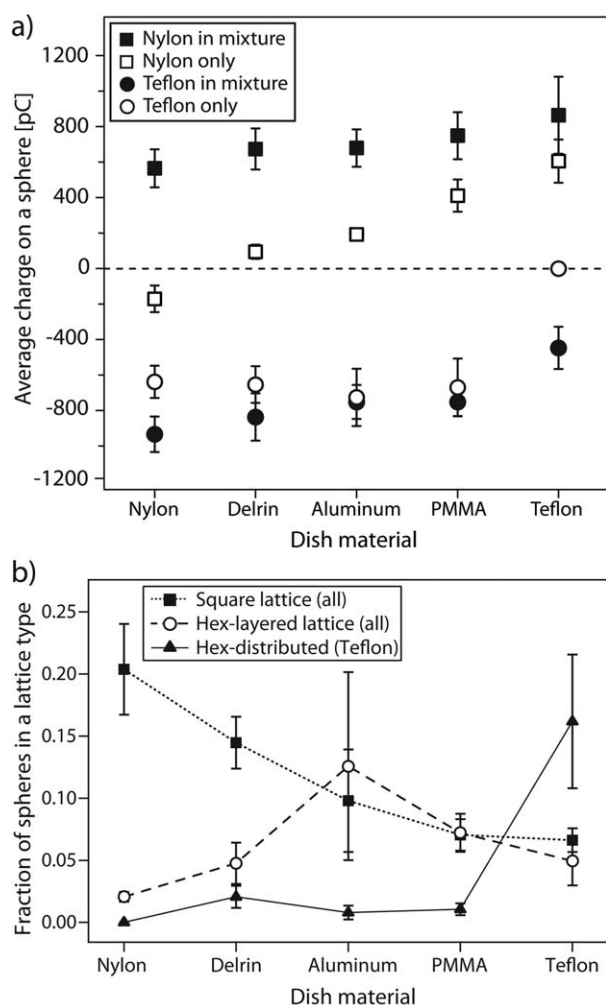 a)
Nylon in mixture
Nylon only
Teflon in mixture
Teflon only
1200
800
400
0
-400
-800
-1200
Average charge on a sphere [pC]
Nylon Delrin Aluminum PMMA Teflon
Dish material
b)
Square lattice (all)
Hex-layered lattice (all)
Hex-distributed (Teflon)
0.25
0.20
0.15
0.10
0.05
0.00
Fraction of spheres in a lattice type
Nylon Delrin Aluminum PMMA Teflon
Dish material